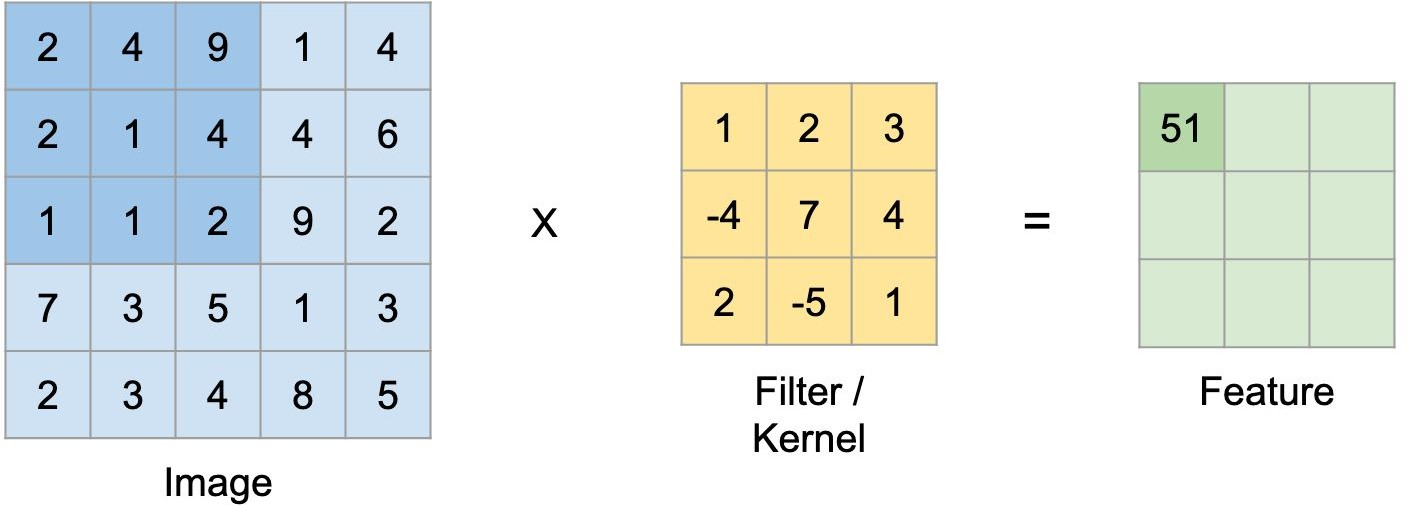 2 4 9 1 4
2 1 4 4 6
1 1 2 9 2
7 3 5 1 3
2 3 4 8 5
Image
X
1 2 3
-4 7 4
2 -5 1
Filter /
Kernel
=
51
Feature